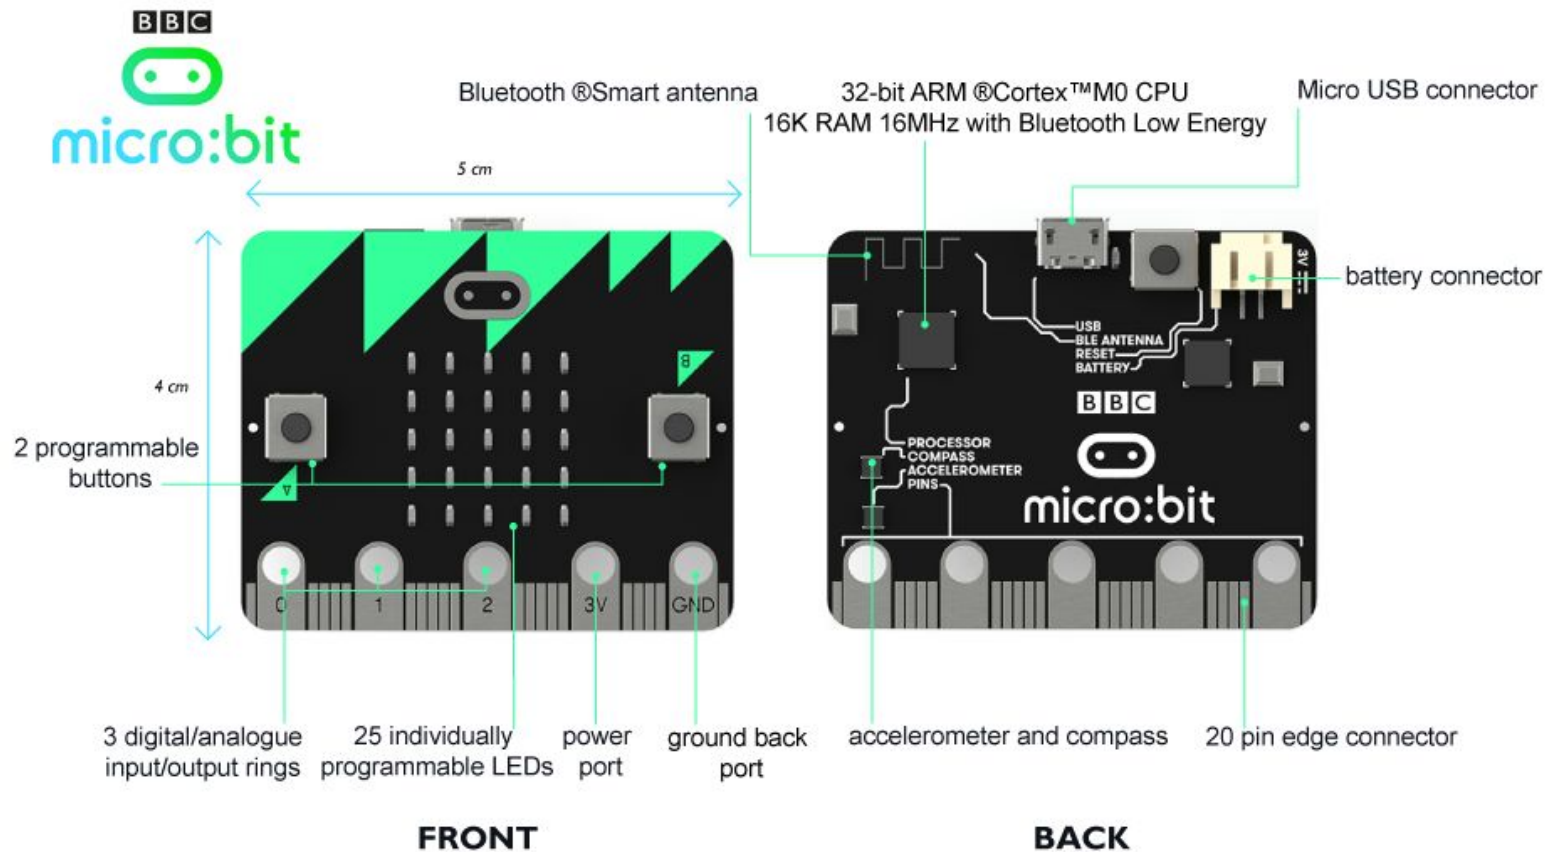 BBC
micro:bit
Bluetooth ®Smart antenna
32-bit ARM ®Cortex™M0 CPU
16K RAM 16MHz with Bluetooth Low Energy
Micro USB connector
5 cm
4 cm
2 programmable
buttons
B
A
0
1
2
3V
GND
3 digital/analogue
input/output rings
25 individually
programmable LEDs
power
port
ground back
port
FRONT
3V
battery connector
USB
BLE ANTENNA
RESET
BATTERY
BBC
PROCESSOR
COMPASS
ACCELEROMETER
PINS
micro:bit
accelerometer and compass
20 pin edge connector
BACK